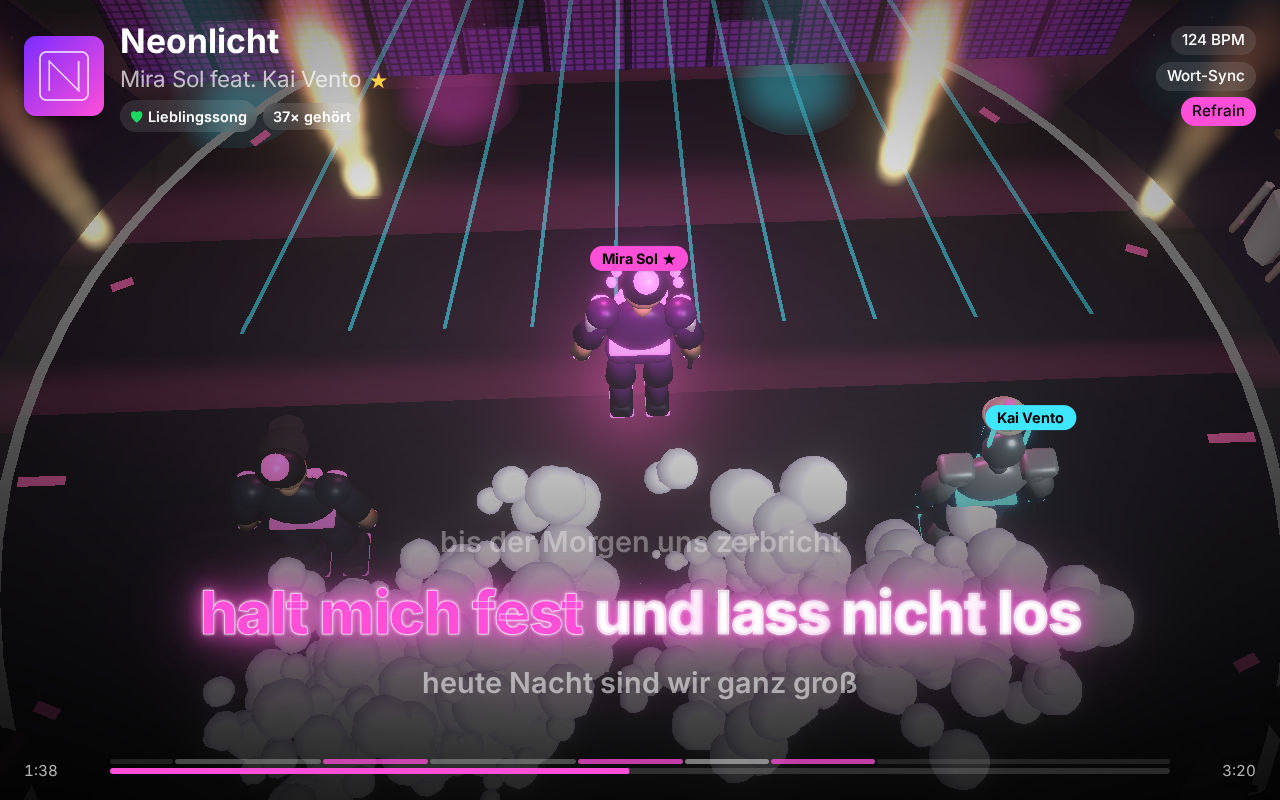 Neonlicht
Mira Sol feat. Kai Vento ★
Lieblingssong
37× gehört
124 BPM
Wort-Sync
Refrain
N
Mira Sol ★
Kai Vento
bis der Morgen uns zerbricht
halt mich fest und lass nicht los
heute Nacht sind wir ganz groß
1:38
3:20